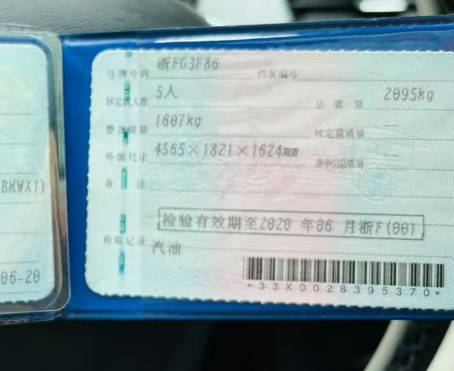 BKWX1)
06-20
号牌号码 浙FG3F86 档案编号
核定载人数 5人 总质量 2095kg
整备质量 1607kg 核定载质量
外廓尺寸 4565×1821×1624mm 准牵引总质量
备注
检验有效期至2020年06月浙F(00)
检验记录
汽油
*33X0028395370*